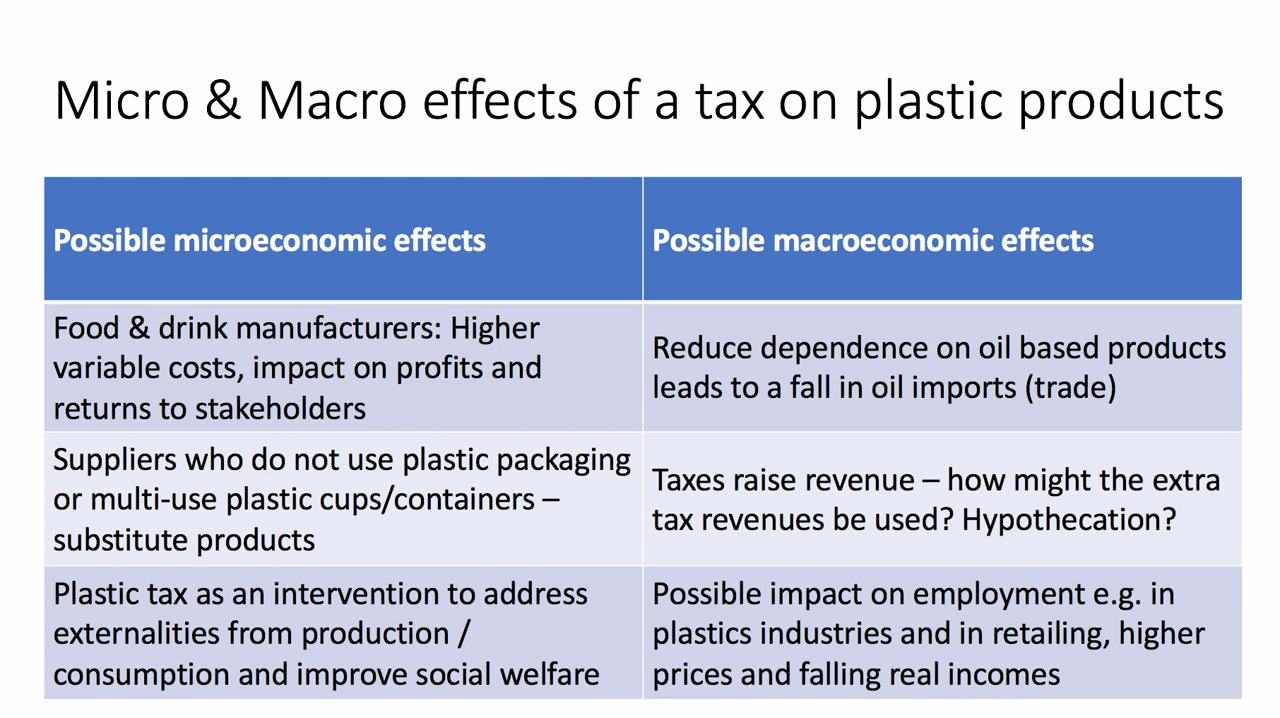 Micro & Macro effects of a tax on plastic products
Possible microeconomic effects
Possible macroeconomic effects
Food & drink manufacturers: Higher
variable costs, impact on profits and
returns to stakeholders
Reduce dependence on oil based products
leads to a fall in oil imports (trade)
Suppliers who do not use plastic packaging
or multi-use plastic cups/containers –
substitute products
Taxes raise revenue – how might the extra
tax revenues be used? Hypothecation?
Plastic tax as an intervention to address
externalities from production /
consumption and improve social welfare
Possible impact on employment e.g. in
plastics industries and in retailing, higher
prices and falling real incomes